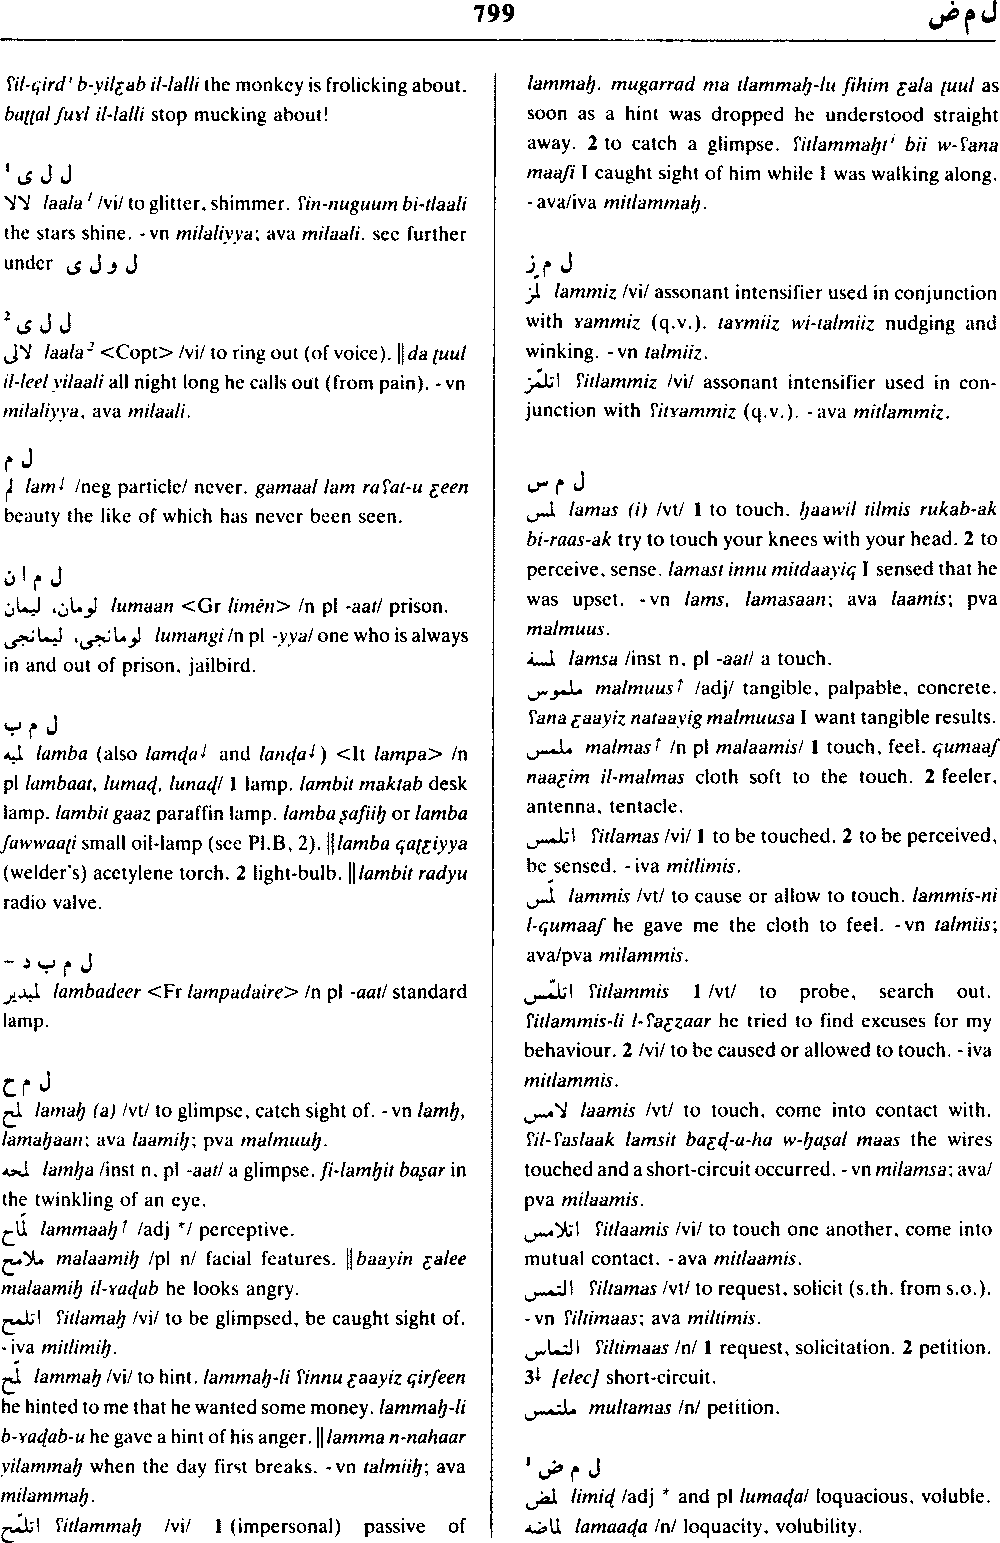 799
ل م ض
ʕil-qird' b-yilɛab il-lalli the monkey is frolicking about.
baṭṭal ʃuɣl il-lalli stop mucking about!
ل ل ى ¹
لالا laala¹ /vi/ to glitter, shimmer. ʕin-nuguum bi-tlaali
the stars shine. -vn milaliyya; ava milaali. see further
under ل و ل ى
ل ل ى ²
لالى laala² <Copt> /vi/ to ring out (of voice). ‖da ṭuul
il-leel yilaali all night long he calls out (from pain). -vn
milaliyya, ava milaali.
ل م
لم lam↓ /neg particle/ never. gamaal lam raʕat-u ɛeen
beauty the like of which has never been seen.
ل م ا ن
لومان، ليمان lumaan <Gr limēn> /n pl -aat/ prison.
لومانجى، ليمانجى lumangi /n pl -yya/ one who is always
in and out of prison, jailbird.
ل م ب
لمبه lamba (also lamḍa↓ and lanḍa↓) <It lampa> /n
pl lambaat, lumaḍ, lunaḍ/ 1 lamp. lambit maktab desk
lamp. lambit gaaz paraffin lamp. lamba ṣafiiḥ or lamba
ʃawwaaṭi small oil-lamp (see Pl.B, 2). ‖lamba qaṭɛiyya
(welder's) acetylene torch. 2 light-bulb. ‖lambit radyu
radio valve.
ل م ب د –
لمبدير lambadeer <Fr lampadaire> /n pl -aat/ standard
lamp.
ل م ح
لمح lamaḥ (a) /vt/ to glimpse, catch sight of. -vn lamḥ,
lamaḥaan; ava laamiḥ; pva malmuuḥ.
لمحه lamḥa /inst n, pl -aat/ a glimpse. fi-lamḥit baṣar in
the twinkling of an eye.
لمّاح lammaaḥ↑ /adj */ perceptive.
ملامح malaamiḥ /pl n/ facial features. ‖baayin ɛalee
malaamiḥ il-ɣaḍab he looks angry.
اتلمح ʕitlamaḥ /vi/ to be glimpsed, be caught sight of.
-iva mitlimiḥ.
لمّح lammaḥ /vi/ to hint. lammaḥ-li ʕinnu ɛaayiz qirʃeen
he hinted to me that he wanted some money. lammaḥ-li
b-ɣaḍab-u he gave a hint of his anger. ‖lamma n-nahaar
yilammaḥ when the day first breaks. -vn talmiiḥ; ava
milammaḥ.
اتلمّح ʕitlammaḥ /vi/ 1 (impersonal) passive of
lammaḥ. mugarrad ma tlammaḥ-lu fihim ɛala ṭuul as
soon as a hint was dropped he understood straight
away. 2 to catch a glimpse. ʕitlammaḥt' bii w-ʕana
maaʃi I caught sight of him while I was walking along.
-ava/iva mitlammaḥ.
ل م ز
لمّز lammiz /vi/ assonant intensifier used in conjunction
with ɣammiz (q.v.). taɣmiiz wi-talmiiz nudging and
winking. -vn talmiiz.
اتلمّز ʕitlammiz /vi/ assonant intensifier used in con-
junction with ʕitɣammiz (q.v.). -ava mitlammiz.
ل م س
لمس lamas (i) /vt/ 1 to touch. ḥaawil tilmis rukab-ak
bi-raas-ak try to touch your knees with your head. 2 to
perceive, sense. lamast innu mitdaayiq I sensed that he
was upset. -vn lams, lamasaan; ava laamis; pva
malmuus.
لمسة lamsa /inst n, pl -aat/ a touch.
ملموس malmuus↑ /adj/ tangible, palpable, concrete.
ʕana ɛaayiz nataayig malmuusa I want tangible results.
ملمس malmas↑ /n pl malaamis/ 1 touch, feel. qumaaʃ
naaɛim il-malmas cloth soft to the touch. 2 feeler,
antenna, tentacle.
اتلمس ʕitlamas /vi/ 1 to be touched. 2 to be perceived,
be sensed. -iva mitlimis.
لمّس lammis /vt/ to cause or allow to touch. lammis-ni
l-qumaaʃ he gave me the cloth to feel. -vn talmiis;
ava/pva milammis.
اتلمّس ʕitlammis 1 /vt/ to probe, search out.
ʕitlammis-li l-ʕaɛzaar he tried to find excuses for my
behaviour. 2 /vi/ to be caused or allowed to touch. -iva
mitlammis.
لامس laamis /vt/ to touch, come into contact with.
ʕil-ʕaslaak lamsit baɛḍ-a-ha w-ḥaṣal maas the wires
touched and a short-circuit occurred. -vn milamsa; ava/
pva milaamis.
اتلامس ʕitlaamis /vi/ to touch one another, come into
mutual contact. -ava mitlaamis.
التمس ʕiltamas /vt/ to request, solicit (s.th. from s.o.).
-vn ʕiltimaas; ava miltimis.
التماس ʕiltimaas /n/ 1 request, solicitation. 2 petition.
3↓ [elec] short-circuit.
ملتمس multamas /n/ petition.
ل م ض ¹
لمض limiḍ /adj * and pl lumaḍa/ loquacious, voluble.
لماضه lamaaḍa /n/ loquacity, volubility.